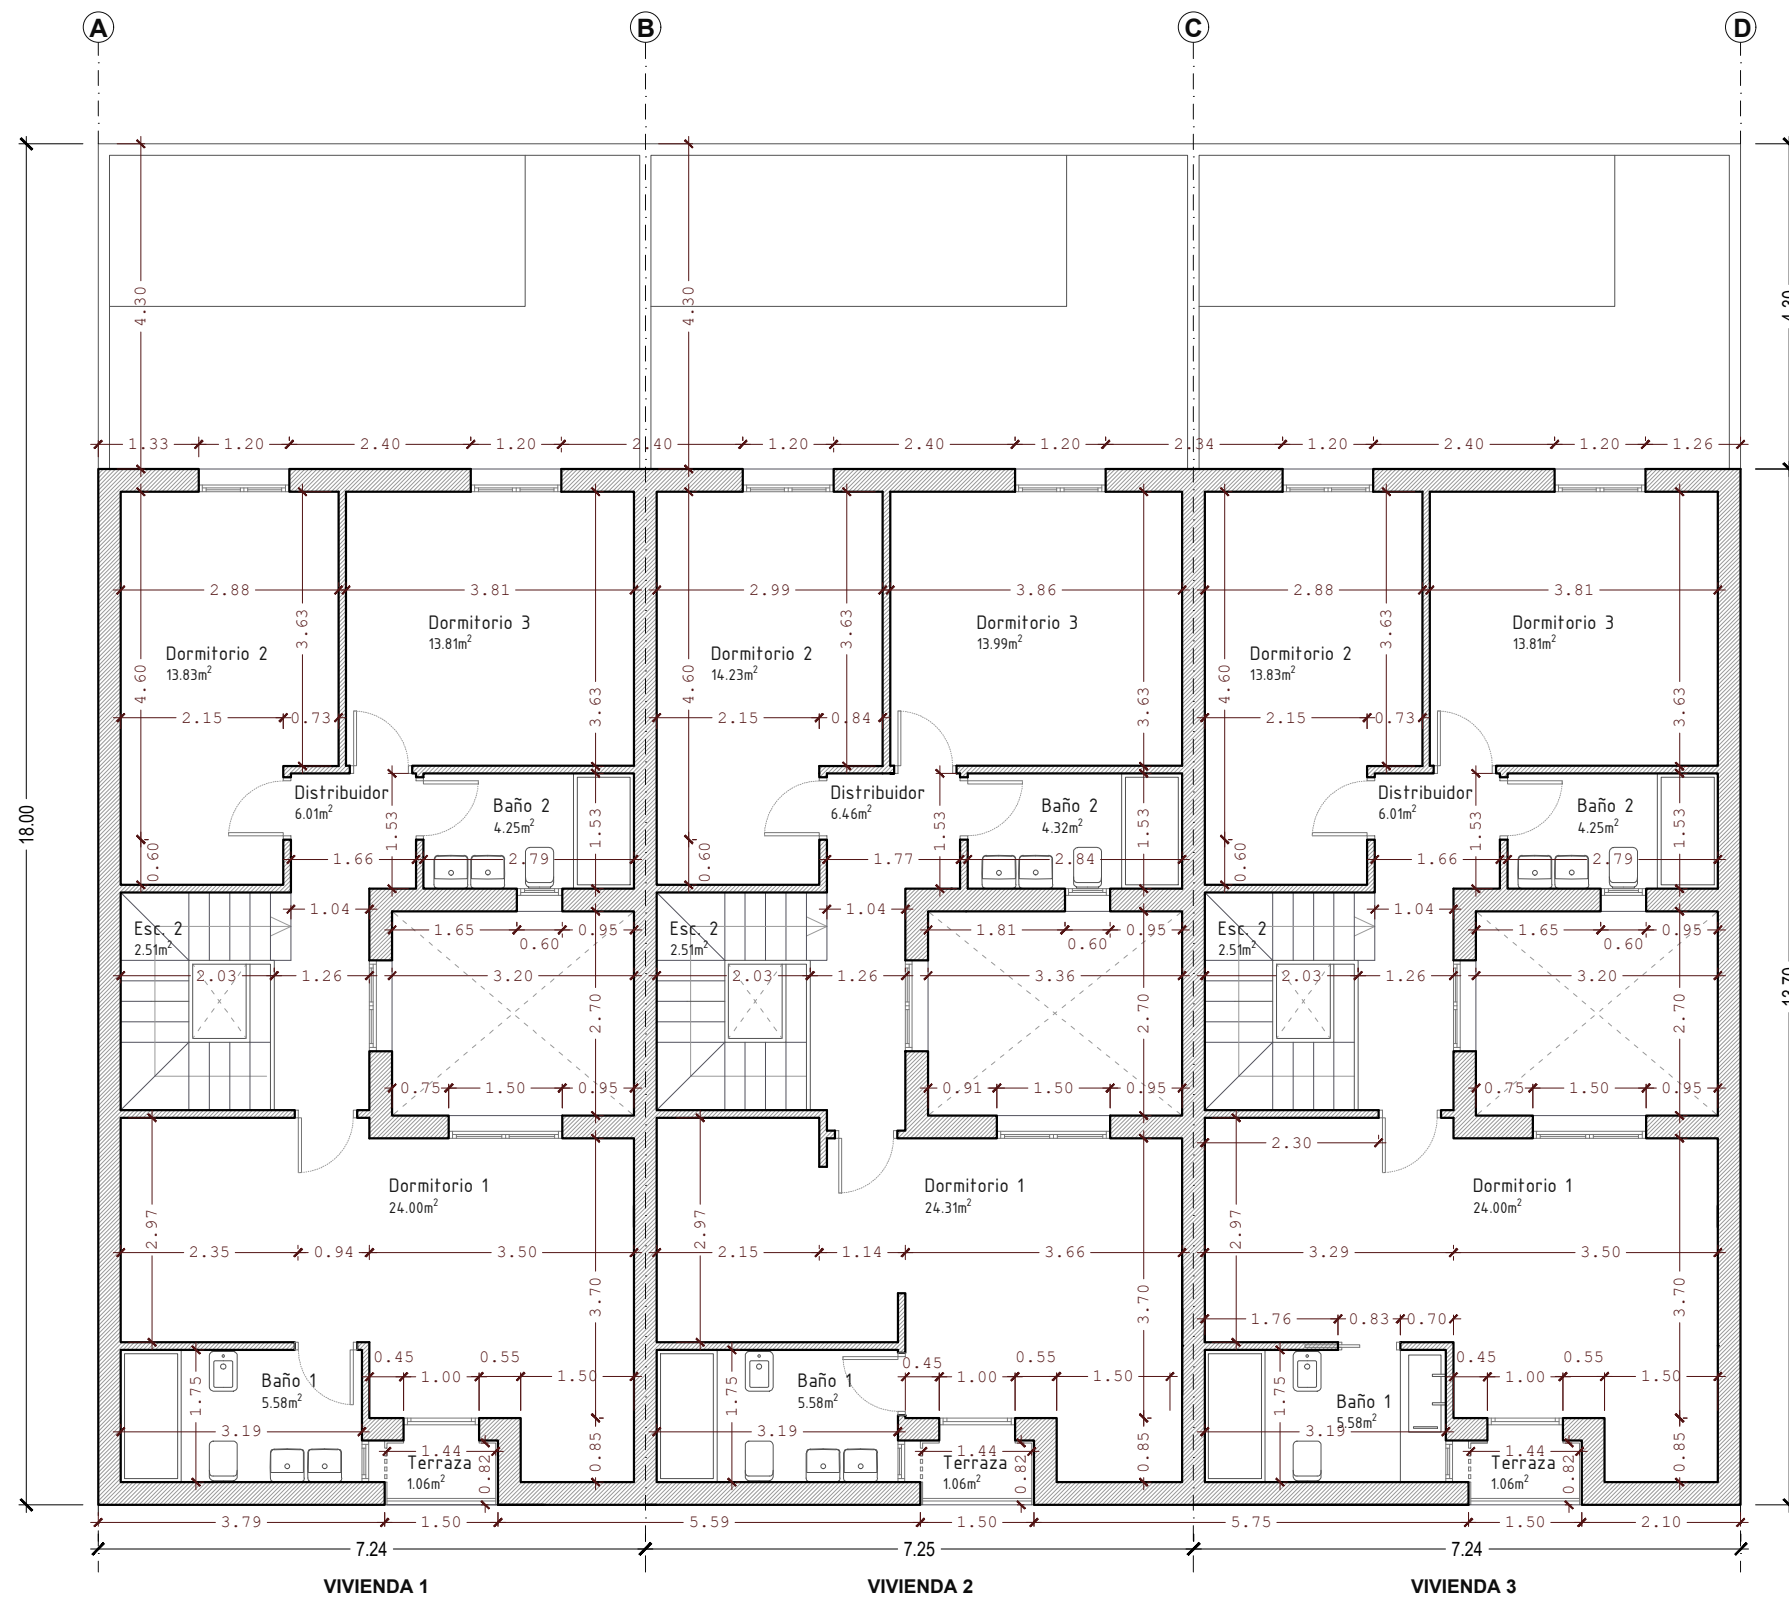 A B C D
4.30 4.30 4.30
18.00
1.33 1.20 2.40 1.20 2.40 1.20 2.40 1.20 2.34 1.20 2.40 1.20 1.26
2.88 3.81 2.99 3.86 2.88 3.81
3.63 3.63 3.63
Dormitorio 3 Dormitorio 3 Dormitorio 3
13.81m² 13.99m² 13.81m²
Dormitorio 2 Dormitorio 2 Dormitorio 2
13.83m² 14.23m² 13.83m²
4.60 3.63 4.60 3.63 4.60 3.63
2.15 0.73 2.15 0.84 2.15 0.73
Distribuidor Distribuidor Distribuidor
6.01m² 6.46m² 6.01m²
Baño 2 Baño 2 Baño 2
4.25m² 4.32m² 4.25m²
1.53 1.53 1.53 1.53 1.53 1.53
0.60 1.66 2.79 0.60 1.77 2.84 0.60 1.66 2.79
1.04 1.04 1.04
Esc. 2 Esc. 2 Esc. 2
2.51m² 2.51m² 2.51m²
1.65 0.60 0.95 1.81 0.60 0.95 1.65 0.60 0.95
2.03 1.26 3.20 2.03 1.26 3.36 2.03 1.26 3.20
2.70 2.70 2.70
13.70
0.75 1.50 0.95 0.91 1.50 0.95 0.75 1.50 0.95
2.30
Dormitorio 1 Dormitorio 1 Dormitorio 1
24.00m² 24.31m² 24.00m²
2.97 2.97 2.97
2.35 0.94 3.50 2.15 1.14 3.66 3.29 3.50
3.70 3.70 3.70
1.76 0.83 0.70
0.45 1.00 0.55 1.50 0.45 1.00 0.55 1.50 0.45 1.00 0.55 1.50
Baño 1 Baño 1 Baño 1
5.58m² 5.58m² 5.58m²
1.75 1.75 1.75
3.19 3.19 3.19
1.44 1.44 1.44
Terraza Terraza Terraza
1.06m² 1.06m² 1.06m²
0.82 0.85 0.82 0.85 0.82 0.85
3.79 1.50 5.59 1.50 5.75 1.50 2.10
7.24 7.25 7.24
VIVIENDA 1 VIVIENDA 2 VIVIENDA 3